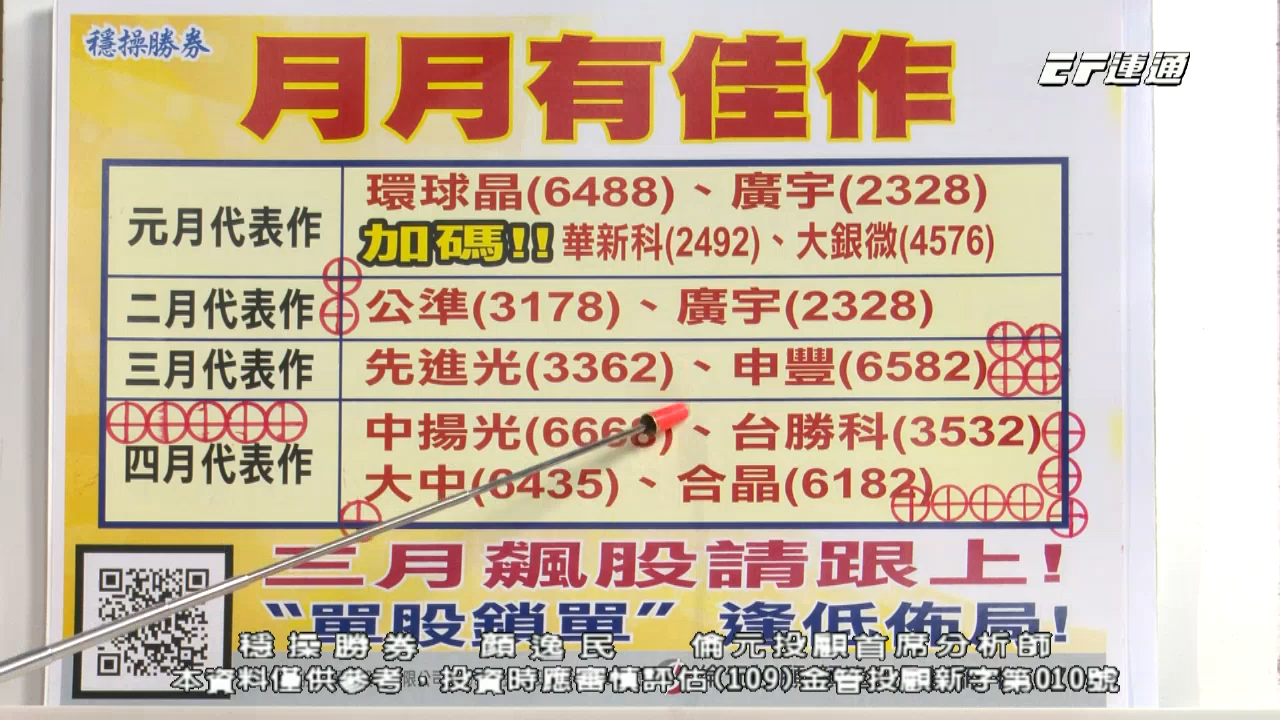 穩操勝券
月月有佳作
EF運通
元月代表作
環球晶(6488)、廣宇(2328)
加碼!! 華新科(2492)、大銀微(4576)
二月代表作
公準(3178)、廣宇(2328)
三月代表作
先進光(3362)、申豐(6582)
四月代表作
中揚光(6668)、台勝科(3532)
大中(6435)、合晶(6182)
三月飆股請跟上!
“單股鎖單”逢低佈局!
穩操勝券 顏逸民 倫元投顧首席分析師
本資料僅供參考，投資時應審慎評估(109)金管投顧新字第010號